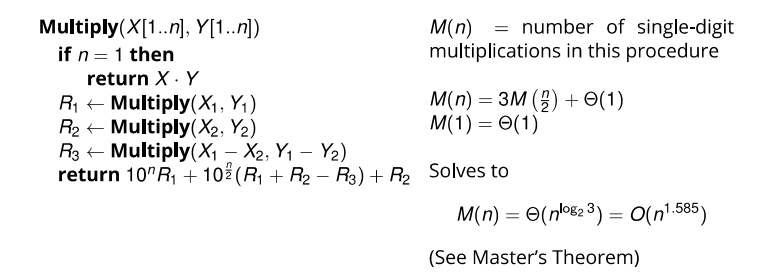 Multiply(X[1..n], Y[1..n])
if n = 1 then
return X · Y
R₁ ← Multiply(X₁, Y₁)
R₂ ← Multiply(X₂, Y₂)
R₃ ← Multiply(X₁ − X₂, Y₁ − Y₂)
return 10ⁿR₁ + 10^(n/2)(R₁ + R₂ − R₃) + R₂
M(n) = number of single-digit
multiplications in this procedure
M(n) = 3M(n/2) + Θ(1)
M(1) = Θ(1)
Solves to
M(n) = Θ(n^(log₂ 3)) = O(n^1.585)
(See Master's Theorem)